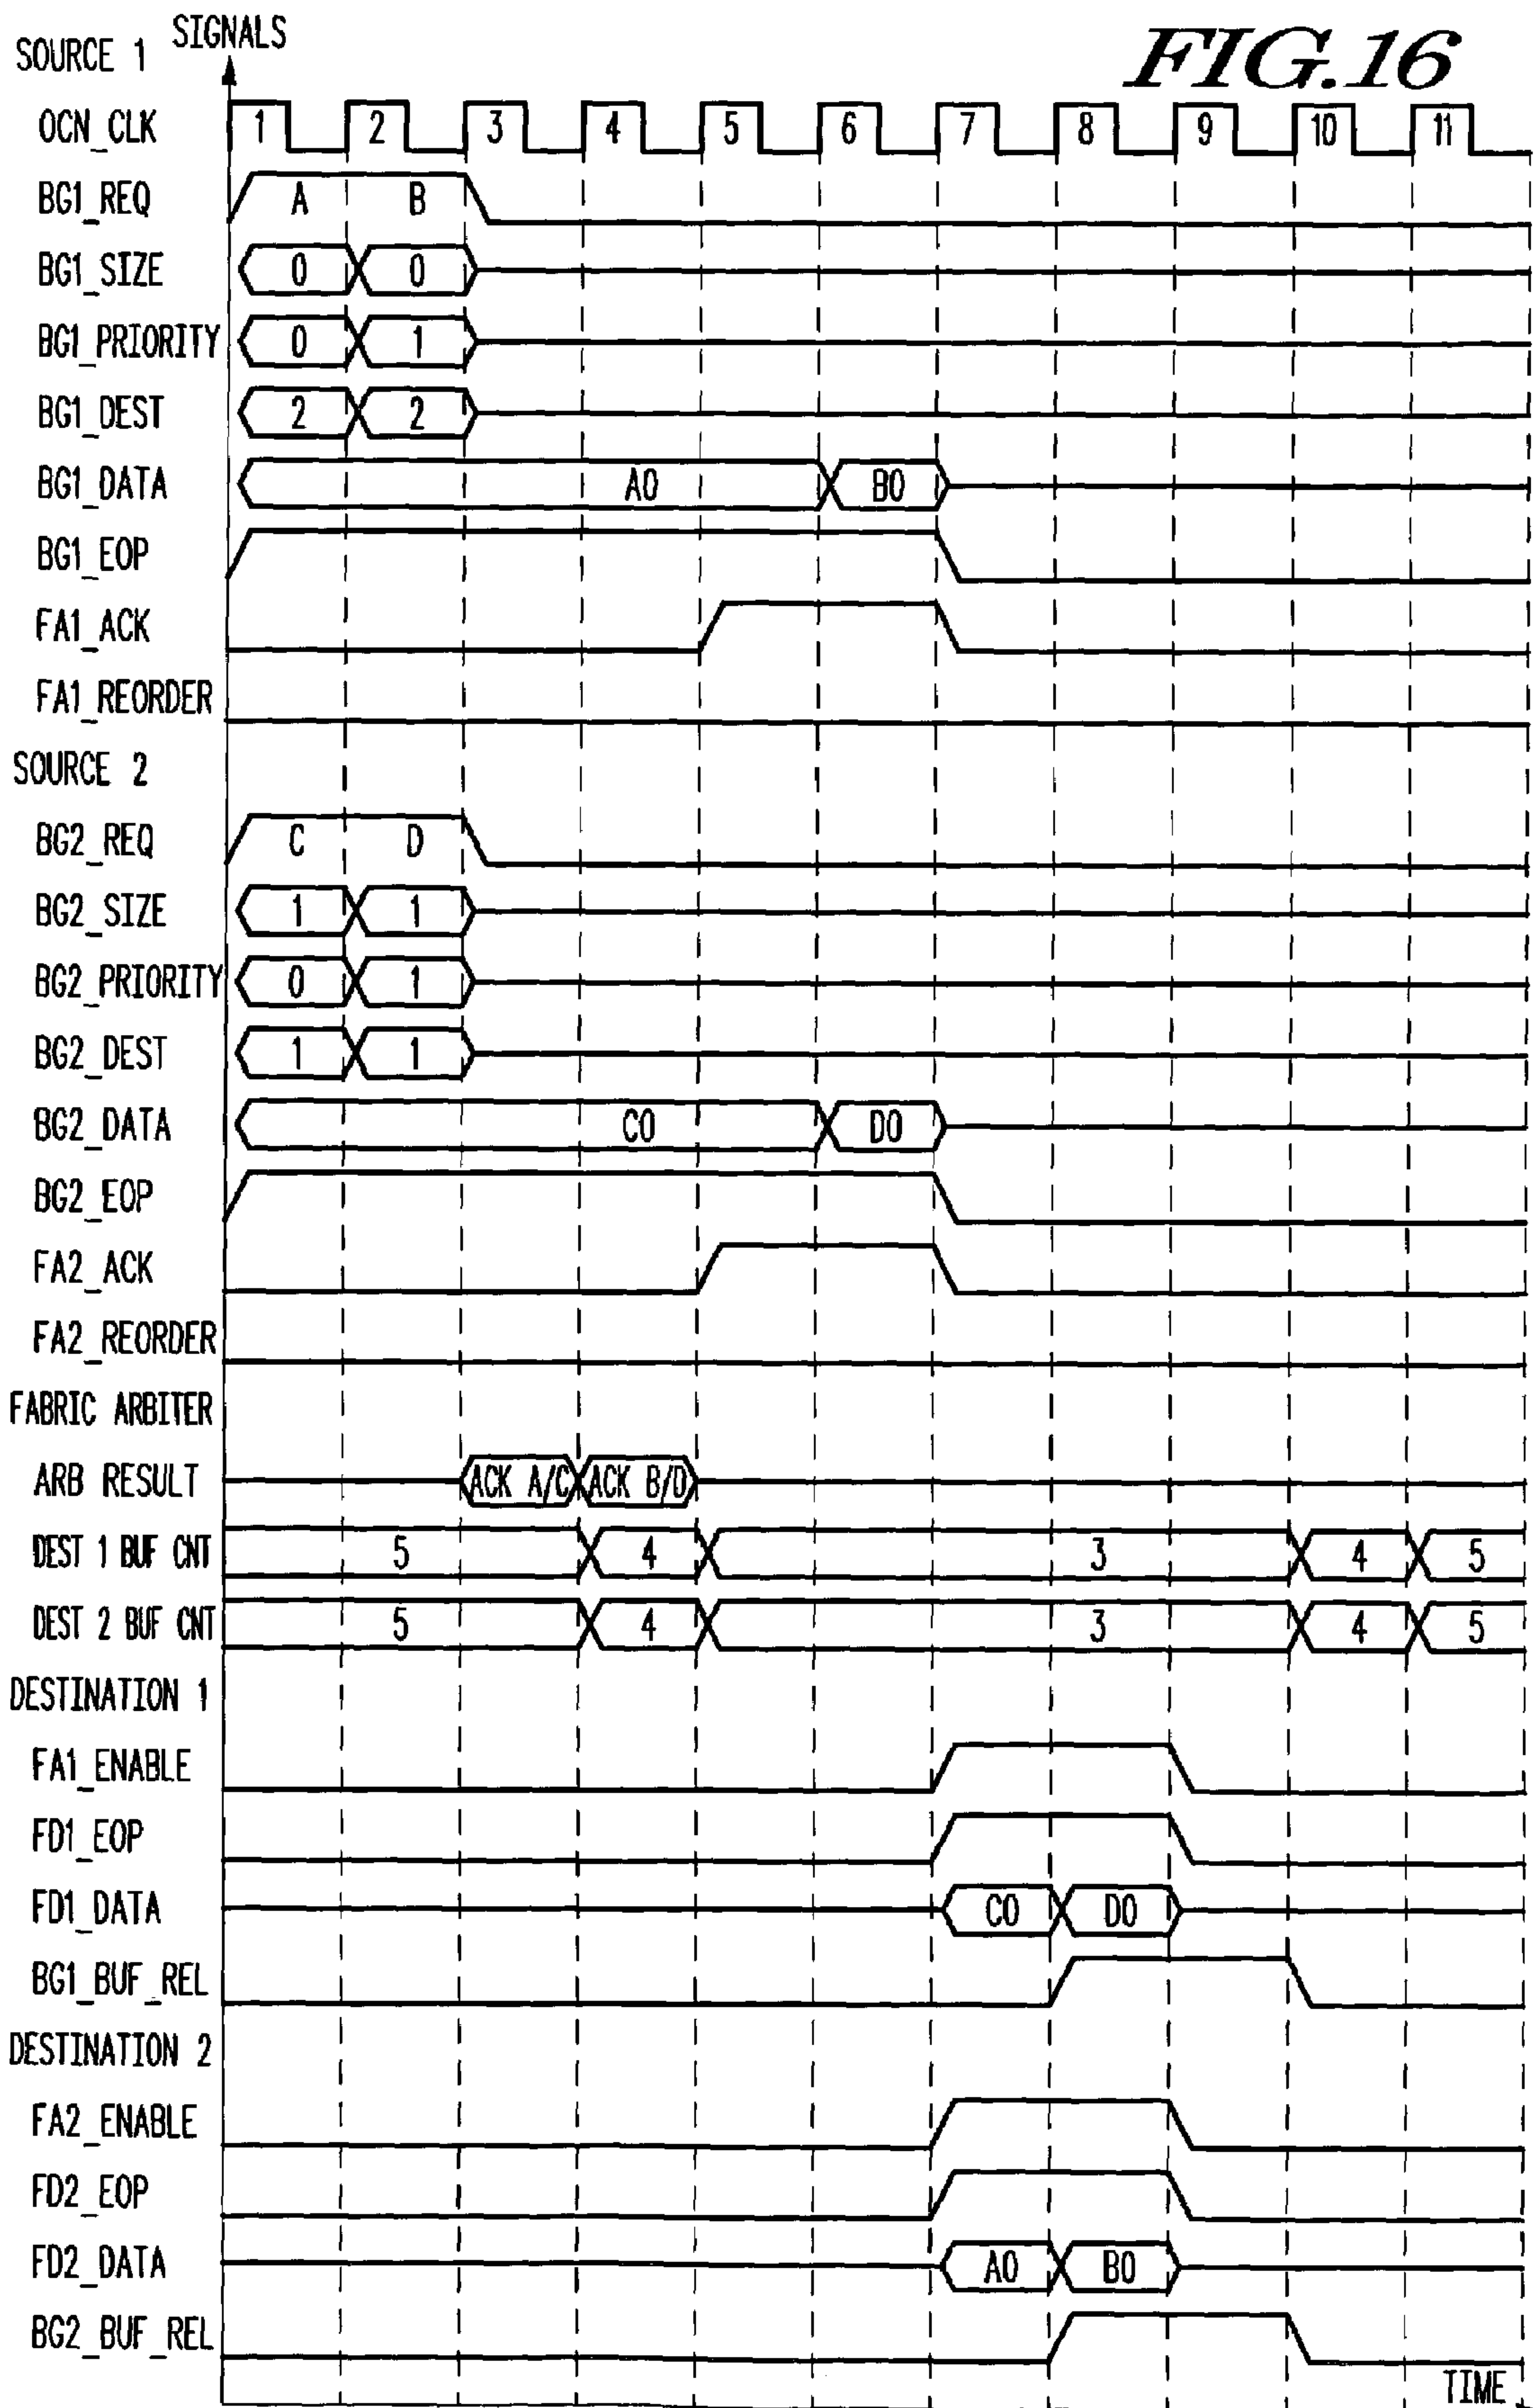 FIG.16
SIGNALS
SOURCE 1
OCN_CLK 1 2 3 4 5 6 7 8 9 10 11
BG1_REQ A B
BG1_SIZE 0 0
BG1_PRIORITY 0 1
BG1_DEST 2 2
BG1_DATA A0 B0
BG1_EOP
FA1_ACK
FA1_REORDER
SOURCE 2
BG2_REQ C D
BG2_SIZE 1 1
BG2_PRIORITY 0 1
BG2_DEST 1 1
BG2_DATA C0 D0
BG2_EOP
FA2_ACK
FA2_REORDER
FABRIC ARBITER
ARB RESULT ACK A/C ACK B/D
DEST 1 BUF CNT 5 4 3 4 5
DEST 2 BUF CNT 5 4 3 4 5
DESTINATION 1
FA1_ENABLE
FD1_EOP
FD1_DATA C0 D0
BG1_BUF_REL
DESTINATION 2
FA2_ENABLE
FD2_EOP
FD2_DATA A0 B0
BG2_BUF_REL
TIME